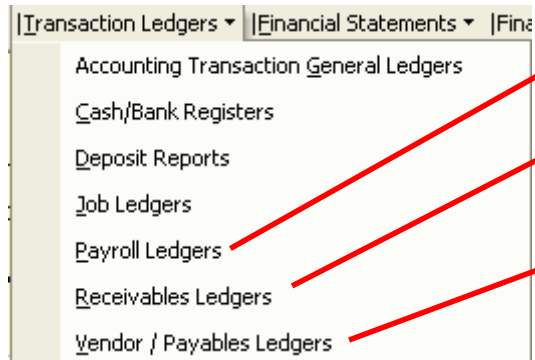 |Transaction Ledgers ▾ |Financial Statements ▾ |Fina
Accounting Transaction General Ledgers
Cash/Bank Registers
Deposit Reports
Job Ledgers
Payroll Ledgers
Receivables Ledgers
Vendor / Payables Ledgers